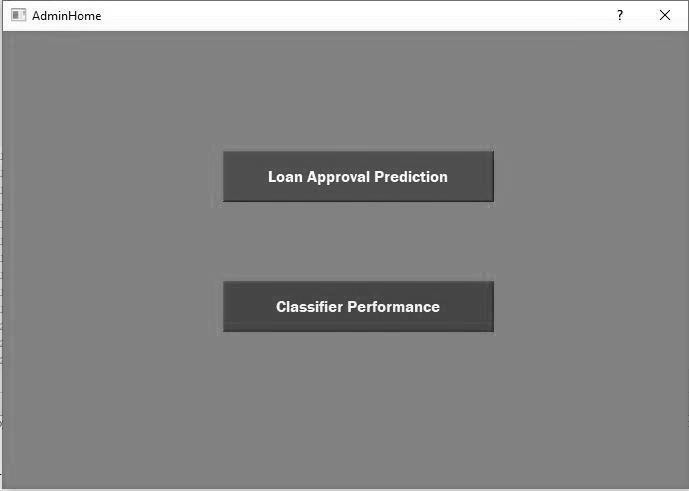 AdminHome
?
Loan Approval Prediction
Classifier Performance